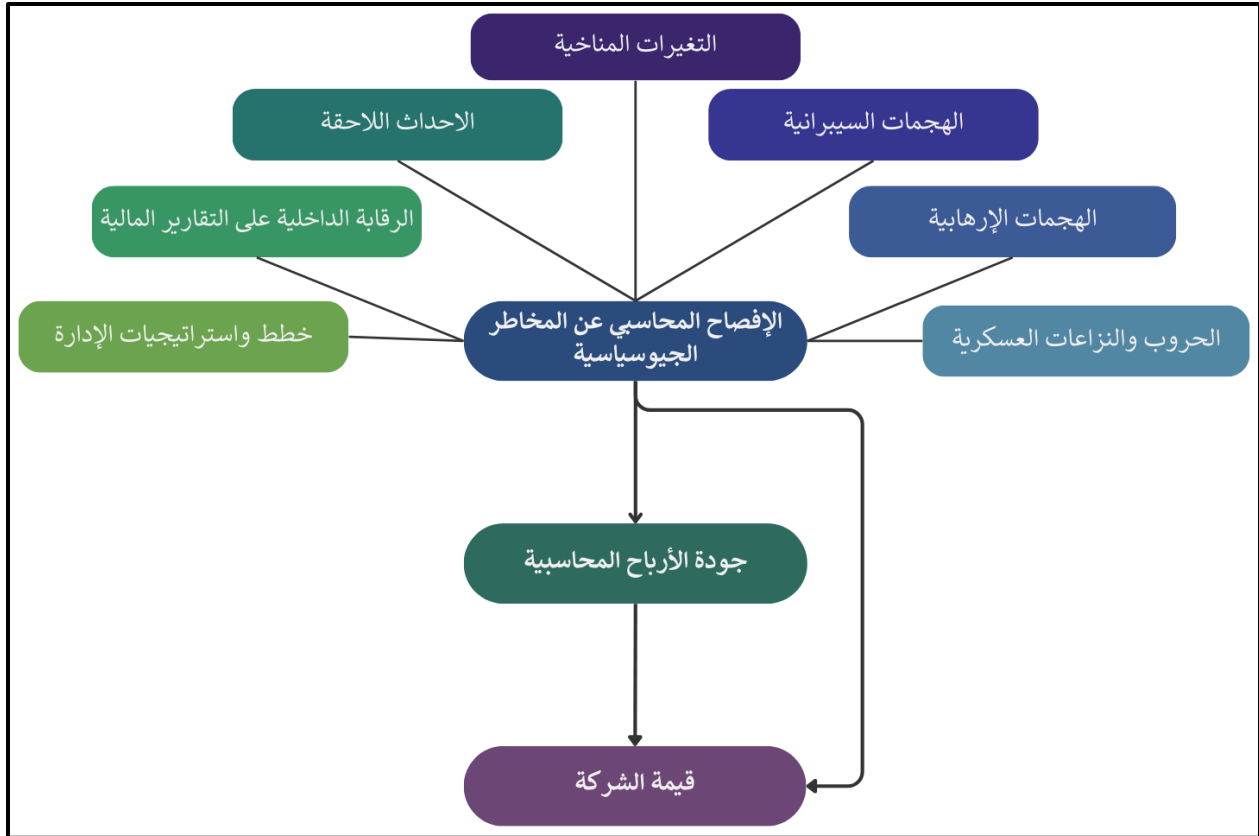 التغيرات المناخية
الهجمات السيبرانية
الاحداث اللاحقة
الهجمات الإرهابية
الرقابة الداخلية على التقارير المالية
الحروب والنزاعات العسكرية
الإفصاح المحاسبي عن المخاطر
الجيوسياسية
خطط واستراتيجيات الإدارة
جودة الأرباح المحاسبية
قيمة الشركة